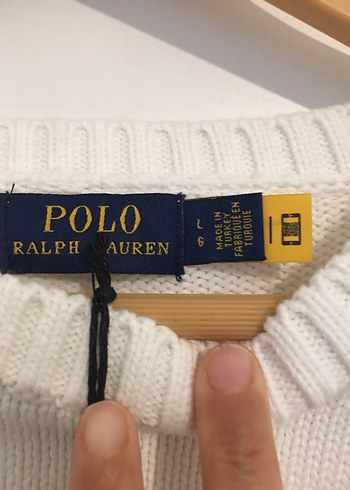 POLO
RALPH LAUREN
L
G
MADE IN
TURKEY
FABRIQUÉ EN
TURQUIE